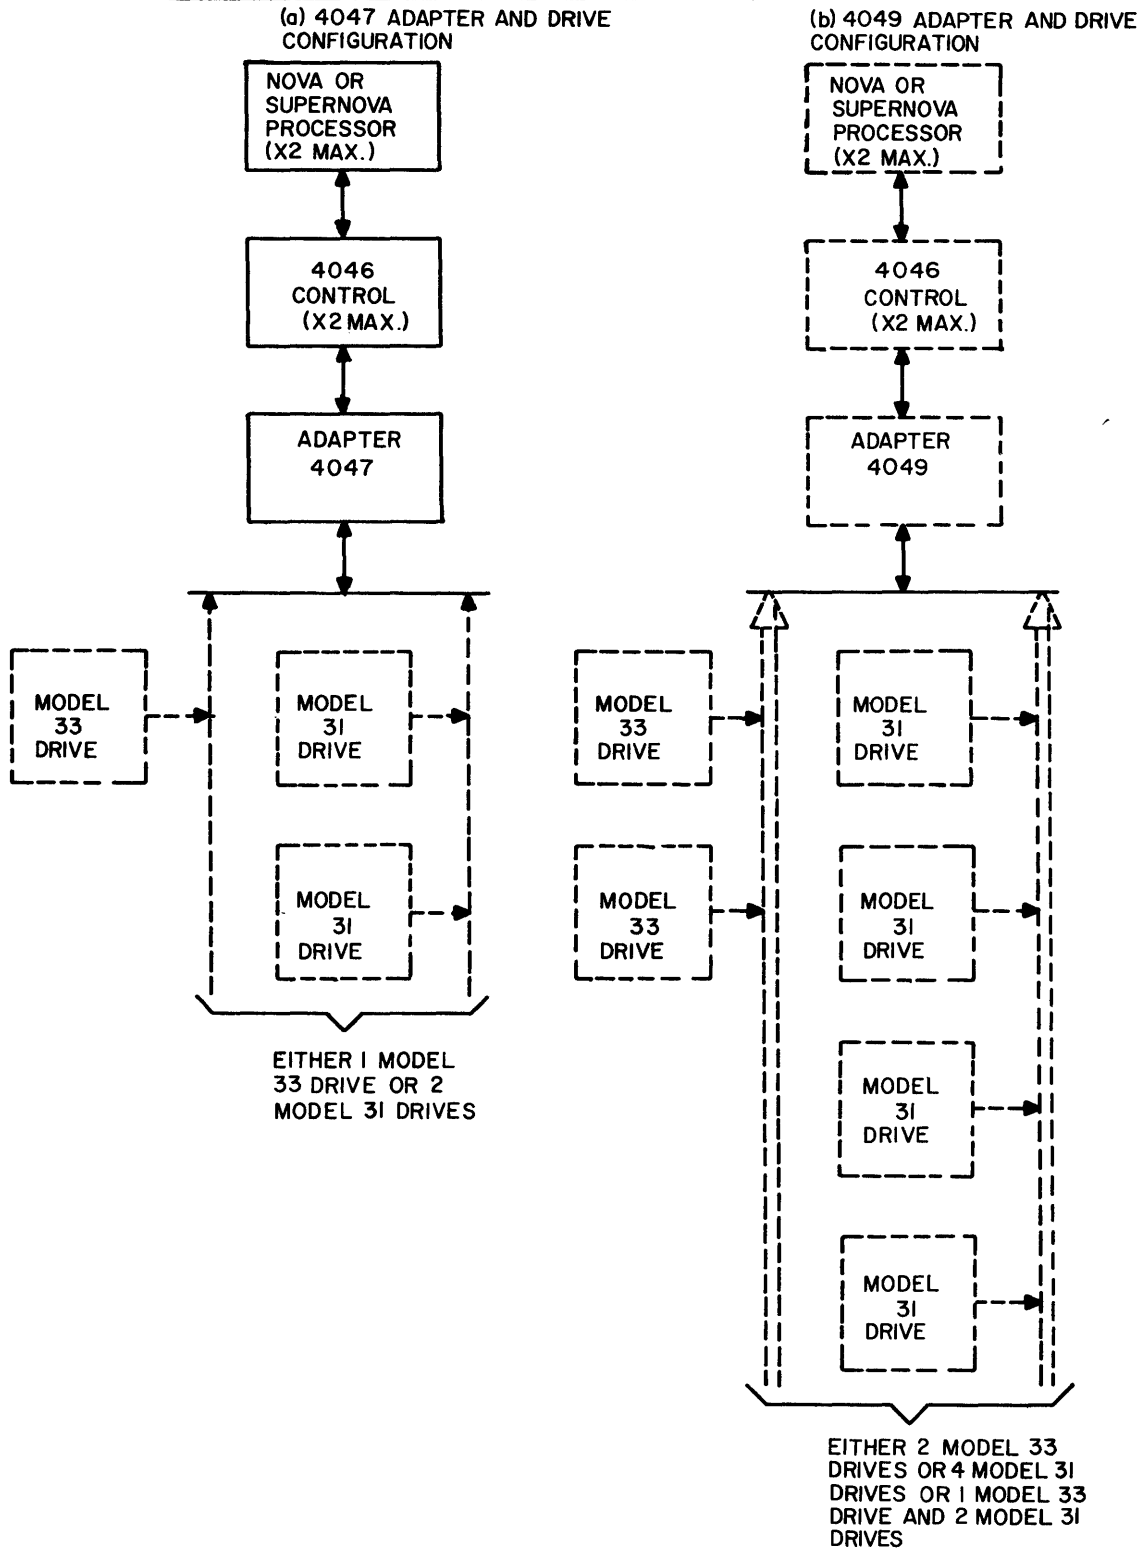 (a) 4047 ADAPTER AND DRIVE
CONFIGURATION
NOVA OR
SUPERNOVA
PROCESSOR
(X2 MAX.)
4046
CONTROL
(X2 MAX.)
ADAPTER
4047
MODEL
33
DRIVE
MODEL
31
DRIVE
MODEL
31
DRIVE
EITHER 1 MODEL
33 DRIVE OR 2
MODEL 31 DRIVES
(b) 4049 ADAPTER AND DRIVE
CONFIGURATION
NOVA OR
SUPERNOVA
PROCESSOR
(X2 MAX.)
4046
CONTROL
(X2 MAX.)
ADAPTER
4049
MODEL
33
DRIVE
MODEL
31
DRIVE
MODEL
33
DRIVE
MODEL
31
DRIVE
MODEL
31
DRIVE
MODEL
31
DRIVE
EITHER 2 MODEL 33
DRIVES OR 4 MODEL 31
DRIVES OR 1 MODEL 33
DRIVE AND 2 MODEL 31
DRIVES